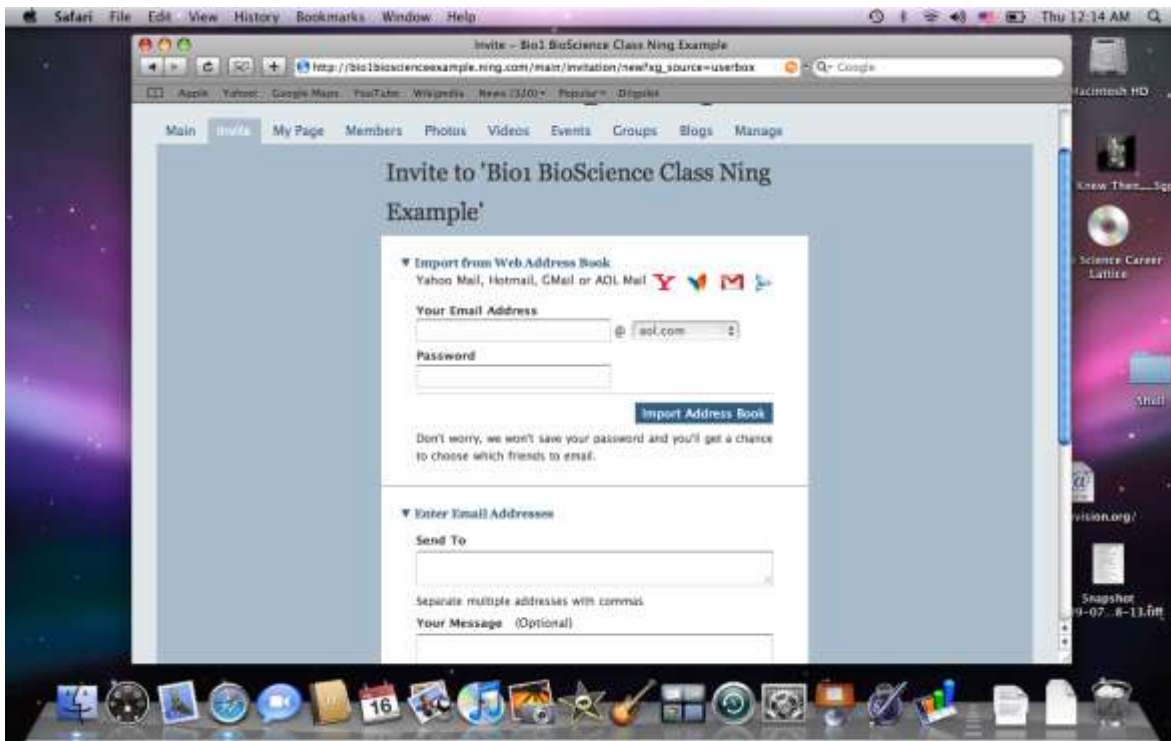 Safari File Edit View History Bookmarks Window Help Thu 12:14 AM
Invite – Bio1 BioScience Class Ning Example
http://bio1bioscienceexample.ning.com/main/invitation/new?xg_source=userbox Google
Apple Yahoo! Google Maps YouTube Wikipedia News (320) Popular
Macintosh HD
Main Invite My Page Members Photos Videos Events Groups Blogs Manage
Invite to 'Bio1 BioScience Class Ning
Example'
Knew Then
Import from Web Address Book
Yahoo Mail, Hotmail, GMail or AOL Mail
Science Career
Lattice
Your Email Address
@ aol.com
Password
Import Address Book
Don't worry, we won't save your password and you'll get a chance
to choose which friends to email.
Enter Email Addresses
vision.org/
Send To
Separate multiple addresses with commas
Snapshot
Your Message (Optional)
16